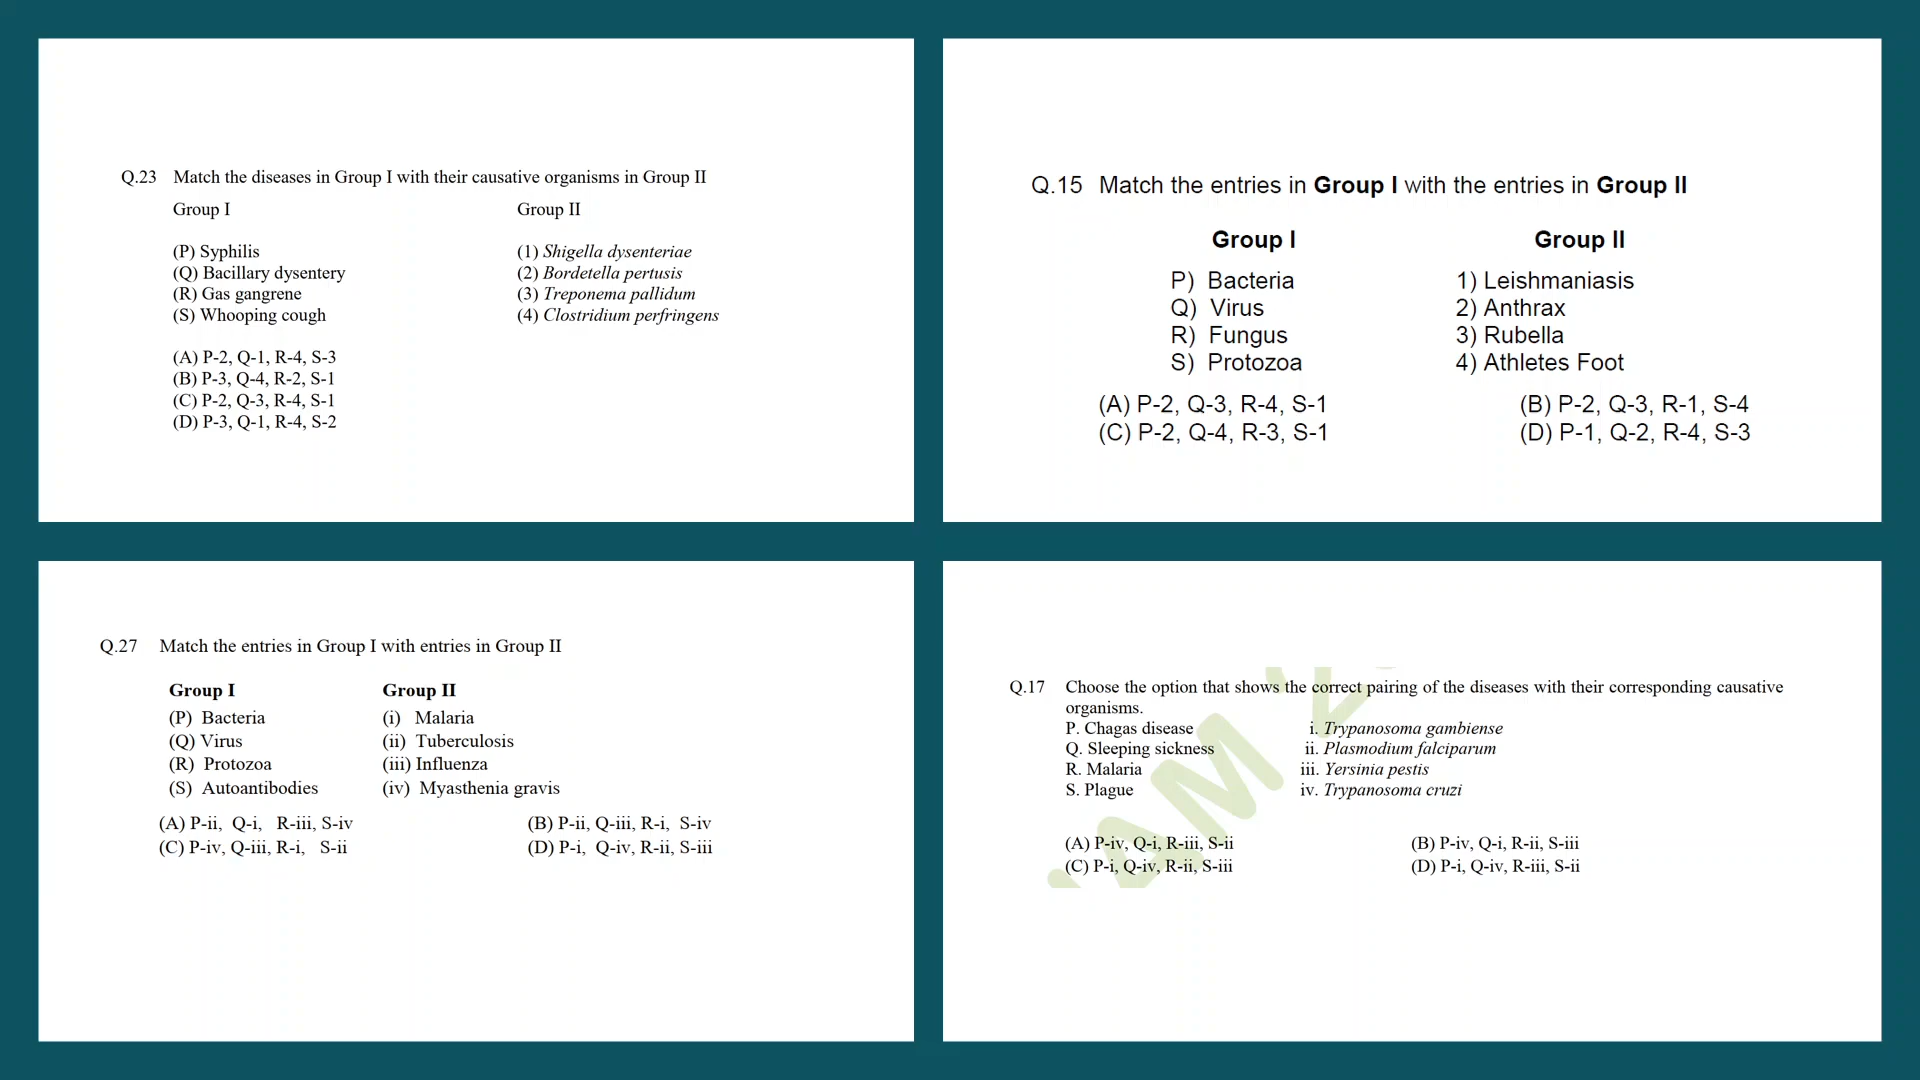 Q.23 Match the diseases in Group I with their causative organisms in Group II
Group I Group II
(P) Syphilis (1) Shigella dysenteriae
(Q) Bacillary dysentery (2) Bordetella pertusis
(R) Gas gangrene (3) Treponema pallidum
(S) Whooping cough (4) Clostridium perfringens
(A) P-2, Q-1, R-4, S-3
(B) P-3, Q-4, R-2, S-1
(C) P-2, Q-3, R-4, S-1
(D) P-3, Q-1, R-4, S-2
Q.15 Match the entries in Group I with the entries in Group II
Group I Group II
P) Bacteria 1) Leishmaniasis
Q) Virus 2) Anthrax
R) Fungus 3) Rubella
S) Protozoa 4) Athletes Foot
(A) P-2, Q-3, R-4, S-1 (B) P-2, Q-3, R-1, S-4
(C) P-2, Q-4, R-3, S-1 (D) P-1, Q-2, R-4, S-3
Q.27 Match the entries in Group I with entries in Group II
Group I Group II
(P) Bacteria (i) Malaria
(Q) Virus (ii) Tuberculosis
(R) Protozoa (iii) Influenza
(S) Autoantibodies (iv) Myasthenia gravis
(A) P-ii, Q-i, R-iii, S-iv (B) P-ii, Q-iii, R-i, S-iv
(C) P-iv, Q-iii, R-i, S-ii (D) P-i, Q-iv, R-ii, S-iii
Q.17 Choose the option that shows the correct pairing of the diseases with their corresponding causative
organisms.
P. Chagas disease i. Trypanosoma gambiense
Q. Sleeping sickness ii. Plasmodium falciparum
R. Malaria iii. Yersinia pestis
S. Plague iv. Trypanosoma cruzi
(A) P-iv, Q-i, R-iii, S-ii (B) P-iv, Q-i, R-ii, S-iii
(C) P-i, Q-iv, R-ii, S-iii (D) P-i, Q-iv, R-iii, S-ii